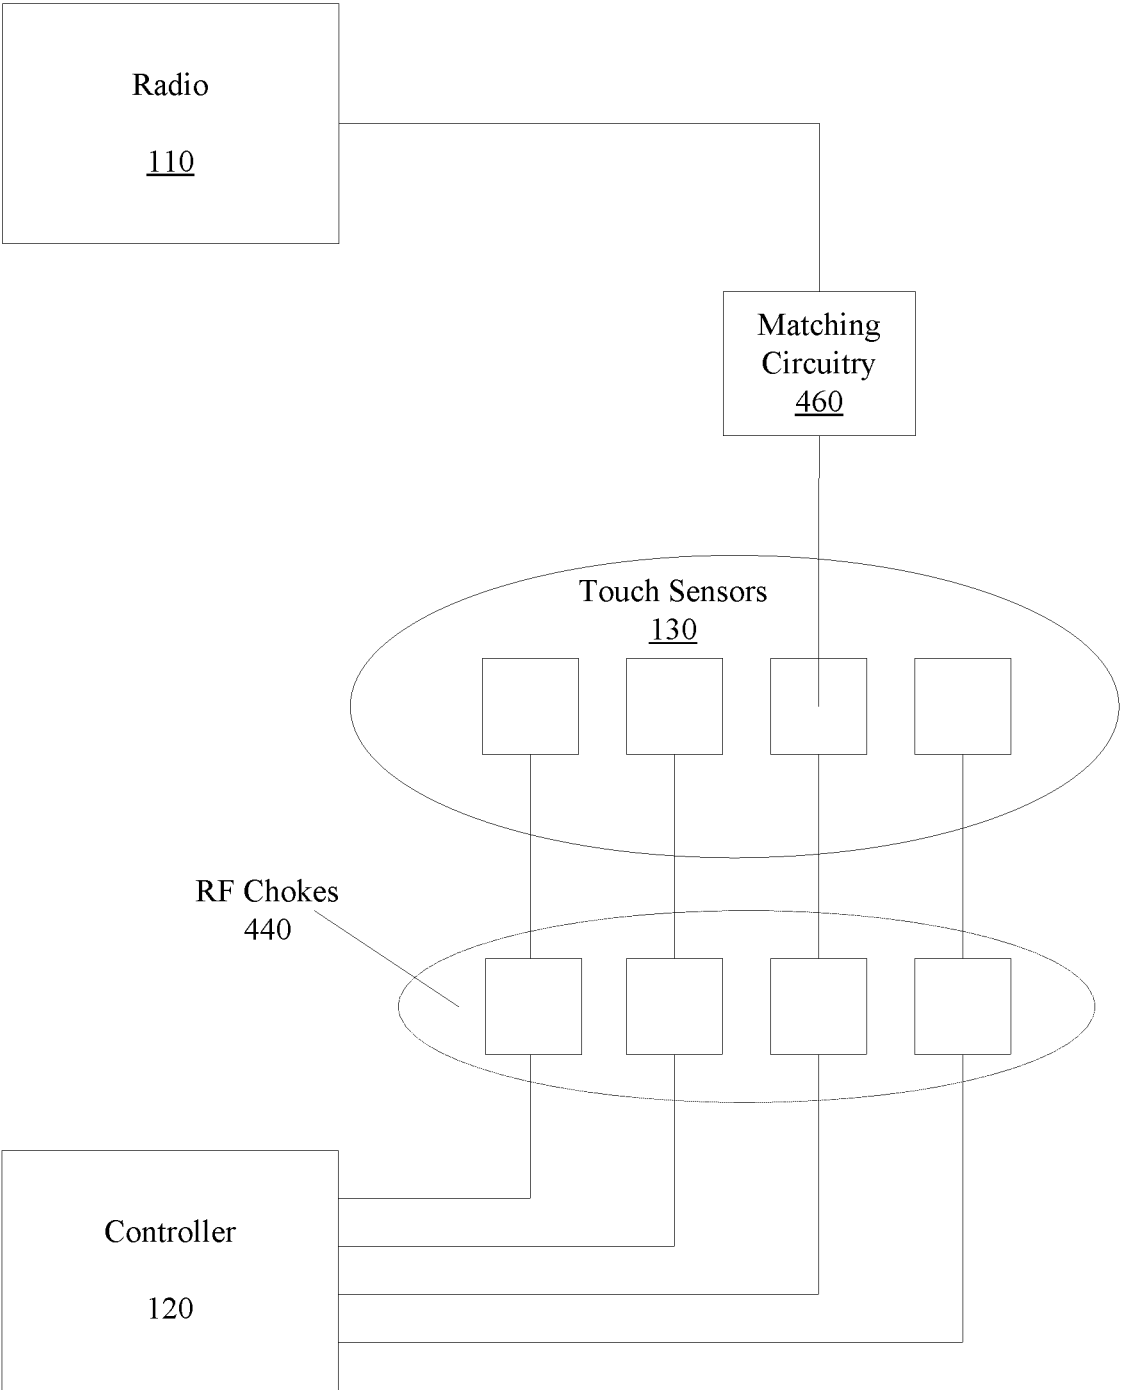 Radio
110
Matching
Circuitry
460
Touch Sensors
130
RF Chokes
440
Controller
120